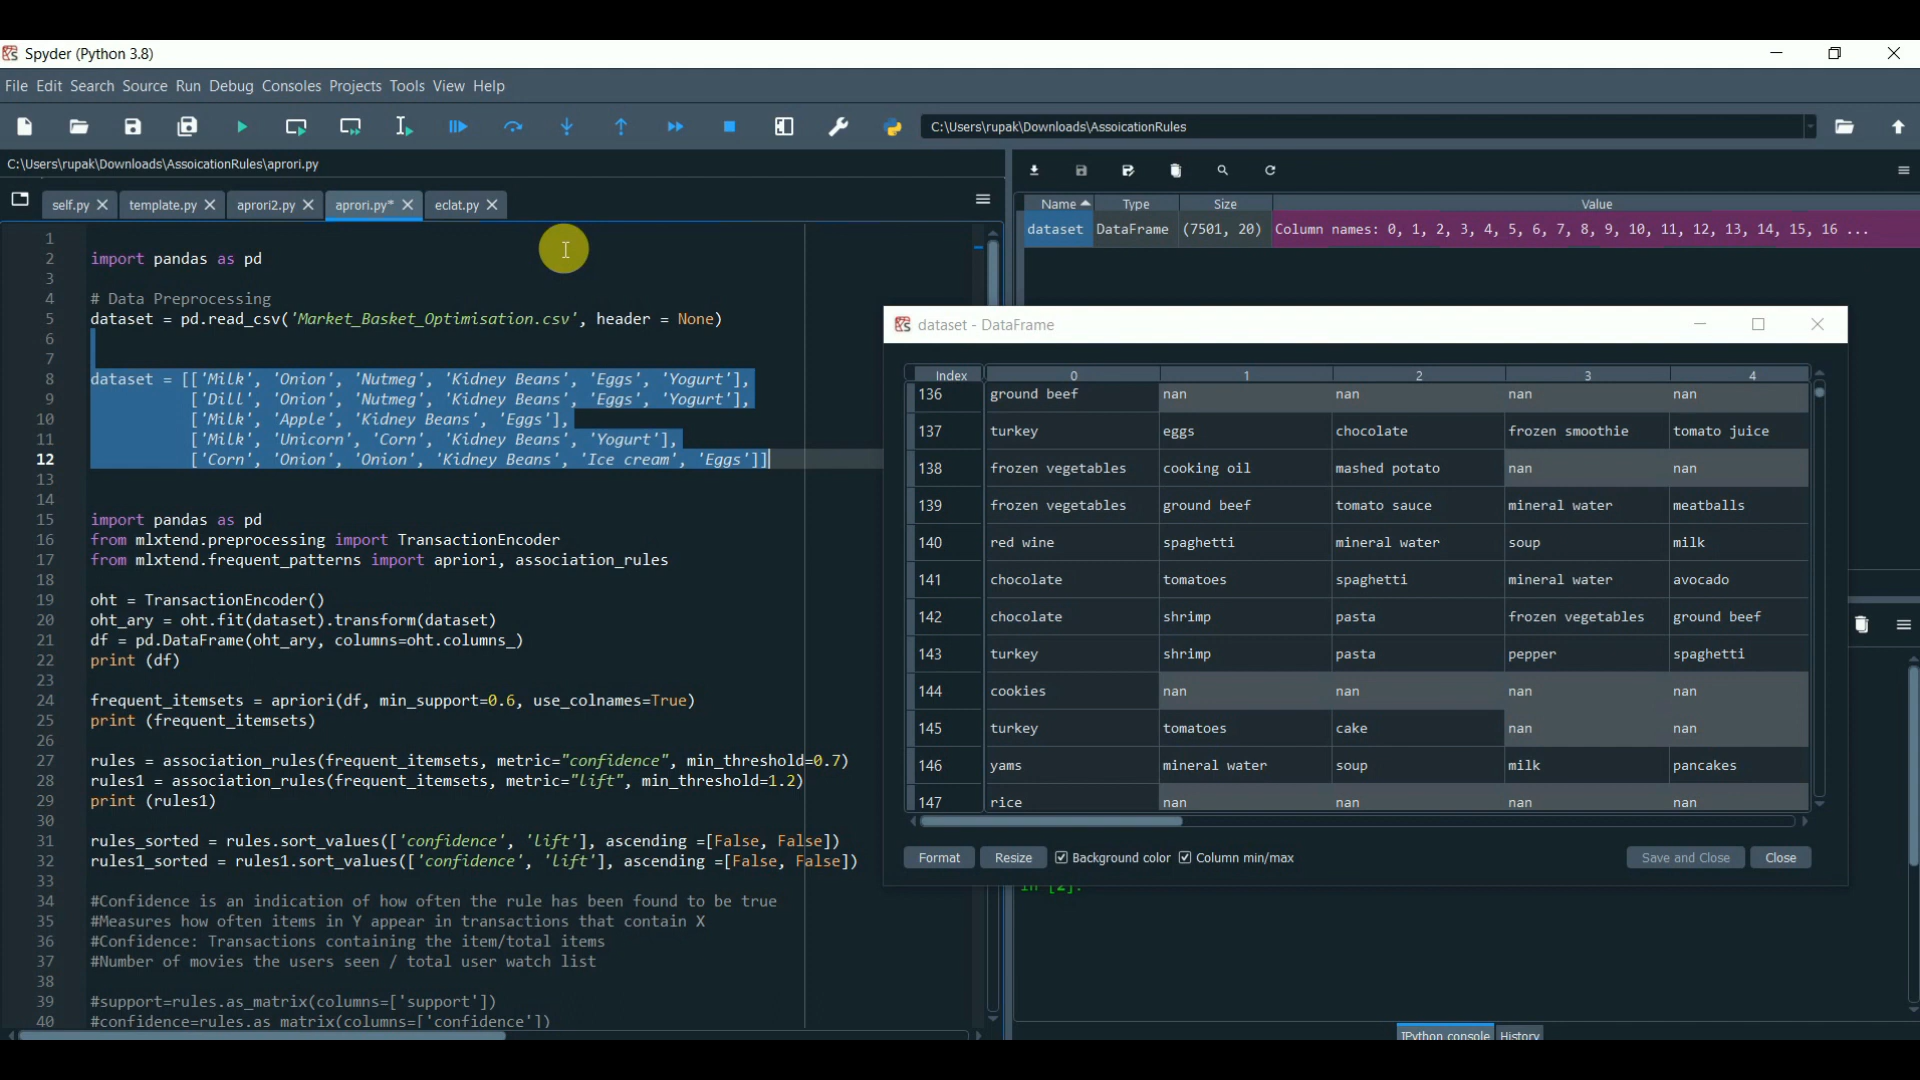 Spyder (Python 3.8)
File Edit Search Source Run Debug Consoles Projects Tools View Help
C:\Users\rupak\Downloads\AssoicationRules
C:\Users\rupak\Downloads\AssoicationRules\aprori.py
self.py template.py aprori2.py aprori.py* eclat.py
1
2 import pandas as pd
3
4 # Data Preprocessing
5 dataset = pd.read_csv('Market_Basket_Optimisation.csv', header = None)
6
7
8 dataset = [['Milk', 'Onion', 'Nutmeg', 'Kidney Beans', 'Eggs', 'Yogurt'],
9 ['Dill', 'Onion', 'Nutmeg', 'Kidney Beans', 'Eggs', 'Yogurt'],
10 ['Milk', 'Apple', 'Kidney Beans', 'Eggs'],
11 ['Milk', 'Unicorn', 'Corn', 'Kidney Beans', 'Yogurt'],
12 ['Corn', 'Onion', 'Onion', 'Kidney Beans', 'Ice cream', 'Eggs']]
13
14
15 import pandas as pd
16 from mlxtend.preprocessing import TransactionEncoder
17 from mlxtend.frequent_patterns import apriori, association_rules
18
19 oht = TransactionEncoder()
20 oht_ary = oht.fit(dataset).transform(dataset)
21 df = pd.DataFrame(oht_ary, columns=oht.columns_)
22 print (df)
23
24 frequent_itemsets = apriori(df, min_support=0.6, use_colnames=True)
25 print (frequent_itemsets)
26
27 rules = association_rules(frequent_itemsets, metric="confidence", min_threshold=0.7)
28 rules1 = association_rules(frequent_itemsets, metric="lift", min_threshold=1.2)
29 print (rules1)
30
31 rules_sorted = rules.sort_values(['confidence', 'lift'], ascending =[False, False])
32 rules1_sorted = rules1.sort_values(['confidence', 'lift'], ascending =[False, False])
33
34 #Confidence is an indication of how often the rule has been found to be true
35 #Measures how often items in Y appear in transactions that contain X
36 #Confidence: Transactions containing the item/total items
37 #Number of movies the users seen / total user watch list
38
39 #support=rules.as_matrix(columns=['support'])
40 #confidence=rules.as_matrix(columns=['confidence'])
Name Type Size Value
dataset DataFrame (7501, 20) Column names: 0, 1, 2, 3, 4, 5, 6, 7, 8, 9, 10, 11, 12, 13, 14, 15, 16 ...
dataset - DataFrame
Index 0 1 2 3 4
136 ground beef nan nan nan nan
137 turkey eggs chocolate frozen smoothie tomato juice
138 frozen vegetables cooking oil mashed potato nan nan
139 frozen vegetables ground beef tomato sauce mineral water meatballs
140 red wine spaghetti mineral water soup milk
141 chocolate tomatoes spaghetti mineral water avocado
142 chocolate shrimp pasta frozen vegetables ground beef
143 turkey shrimp pasta pepper spaghetti
144 cookies nan nan nan nan
145 turkey tomatoes cake nan nan
146 yams mineral water soup milk pancakes
147 rice nan nan nan nan
Format Resize Background color Column min/max Save and Close Close
In [2]:
IPython console History